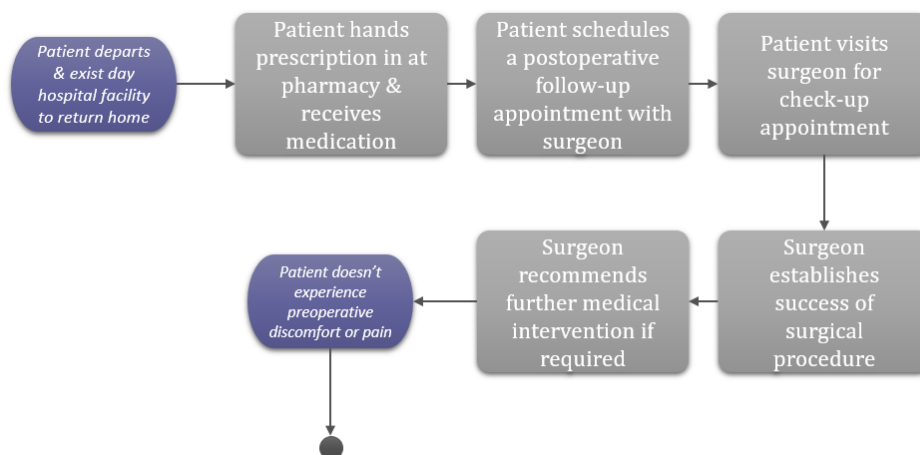 Patient departs
& exist day
hospital facility
to return home
Patient hands
prescription in at
pharmacy &
receives
medication
Patient schedules
a postoperative
follow-up
appointment with
surgeon
Patient visits
surgeon for
check-up
appointment
Surgeon
establishes
success of
surgical
procedure
Surgeon
recommends
further medical
intervention if
required
Patient doesn't
experience
preoperative
discomfort or pain